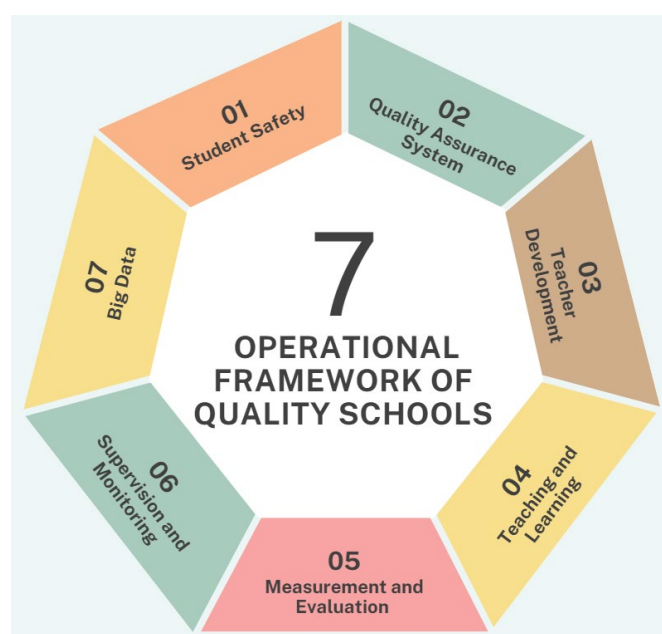 7
OPERATIONAL
FRAMEWORK OF
QUALITY SCHOOLS
01
Student Safety
02
Quality Assurance
System
03
Teacher
Development
04
Teaching and
Learning
05
Measurement and
Evaluation
06
Supervision and
Monitoring
07
Big Data